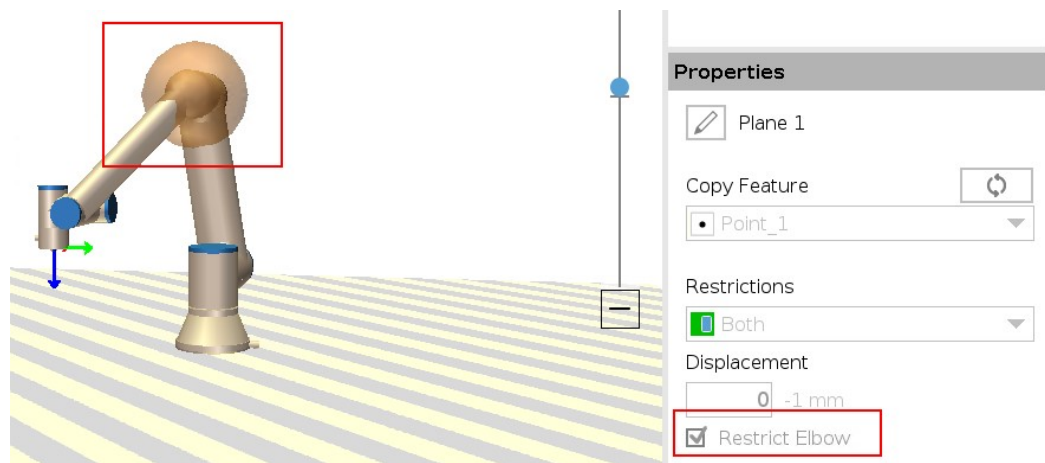 Properties
Plane 1
Copy Feature
Point_1
Restrictions
Both
Displacement
0 -1 mm
Restrict Elbow